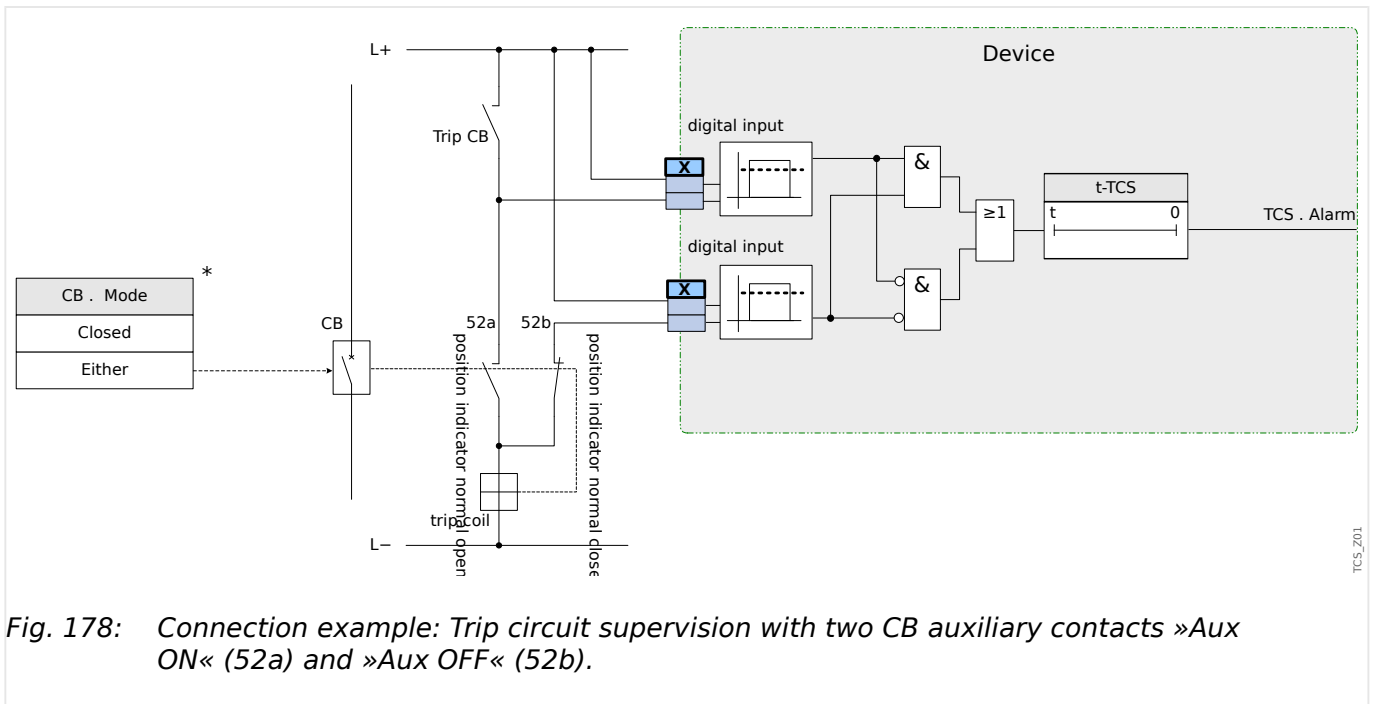 L+
Device
digital input
Trip CB
X
&
t-TCS
t 0
≥1
TCS . Alarm
digital input
*
X
&
CB . Mode
Closed
Either
CB
52a
52b
position indicator normal open
position indicator normal close
trip coil
L−
TCS_Z01
Fig. 178: Connection example: Trip circuit supervision with two CB auxiliary contacts »Aux
ON« (52a) and »Aux OFF« (52b).